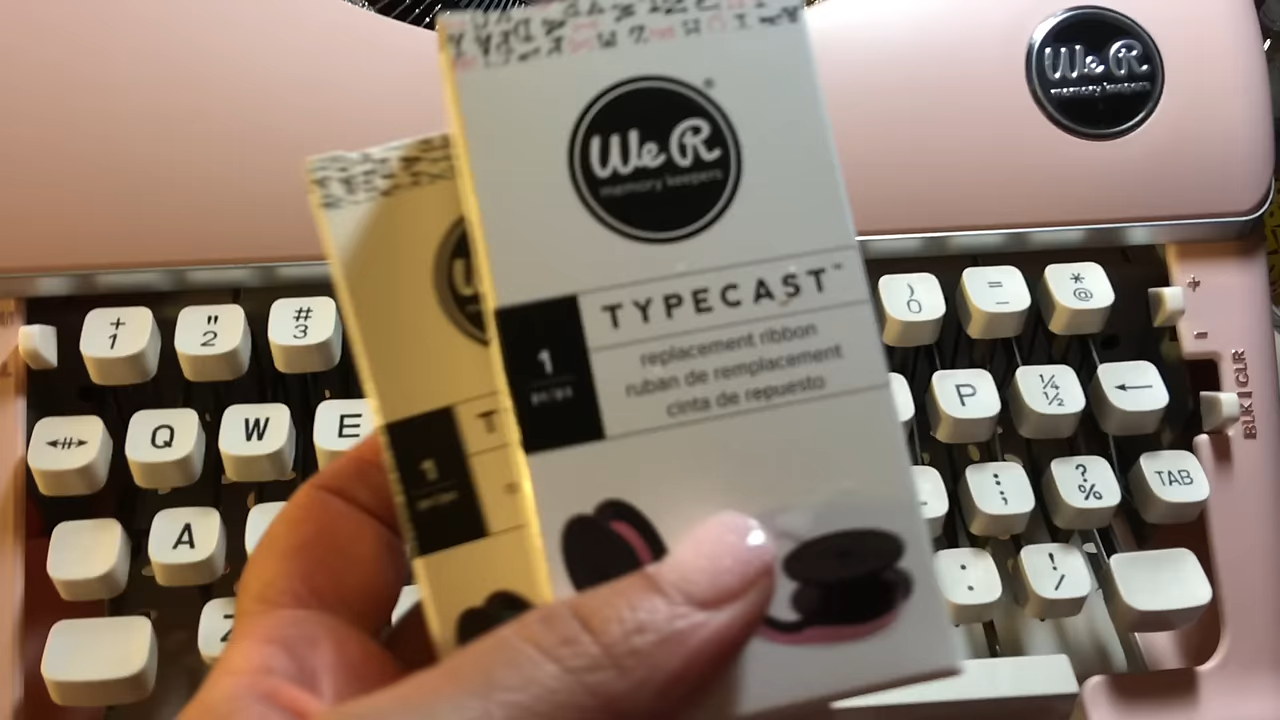 We R
memory keepers
We R
memory keepers
TYPECAST™
1
replacement ribbon
ruban de remplacement
cinta de repuesto
T
1
+
1
"
2
#
3
)
0
=
_
*
@
+
-
Q
W
E
P
¼
½
←
BLK | CLR
A
;
:
?
%
TAB
Z
.
!
/